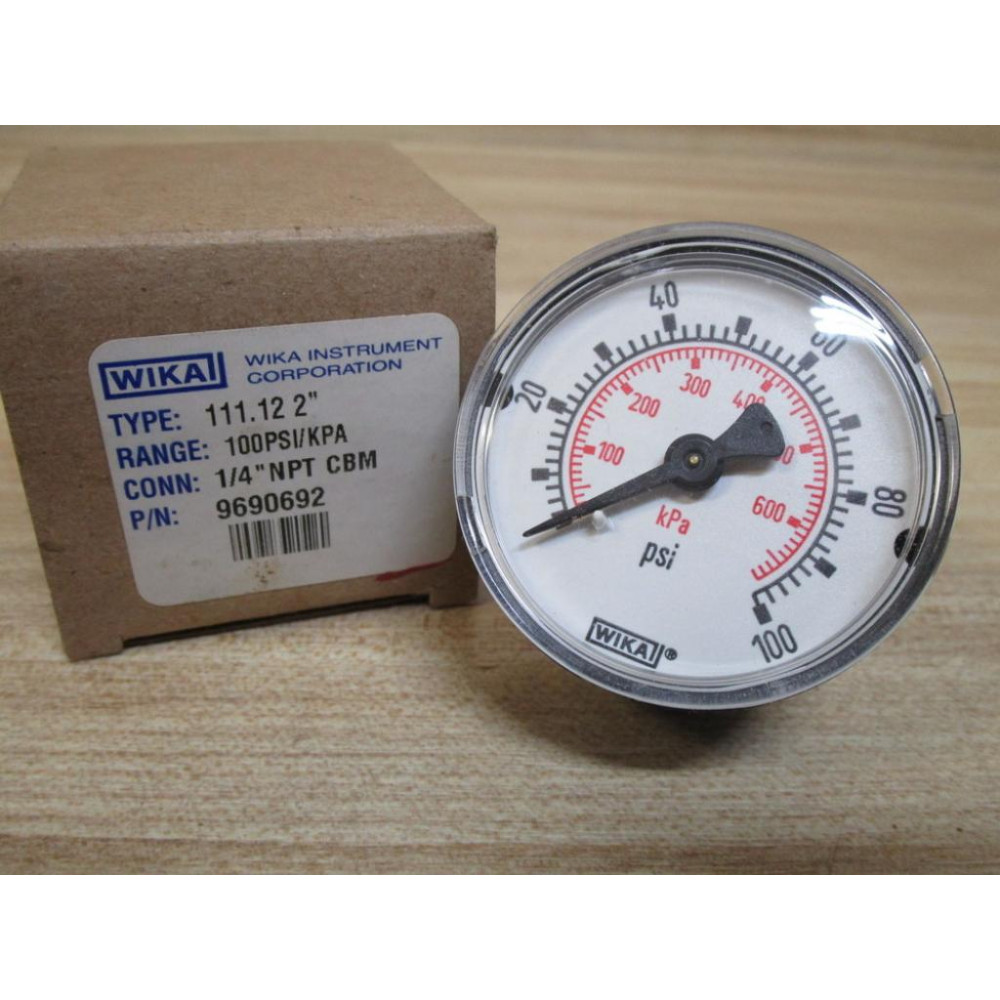 WIKA WIKA INSTRUMENT
CORPORATION
TYPE: 111.12 2"
RANGE: 100PSI/KPA
CONN: 1/4"NPT CBM
P/N: 9690692
40
60
20
80
100
300
200
100
600
kPa
psi
WIKA®